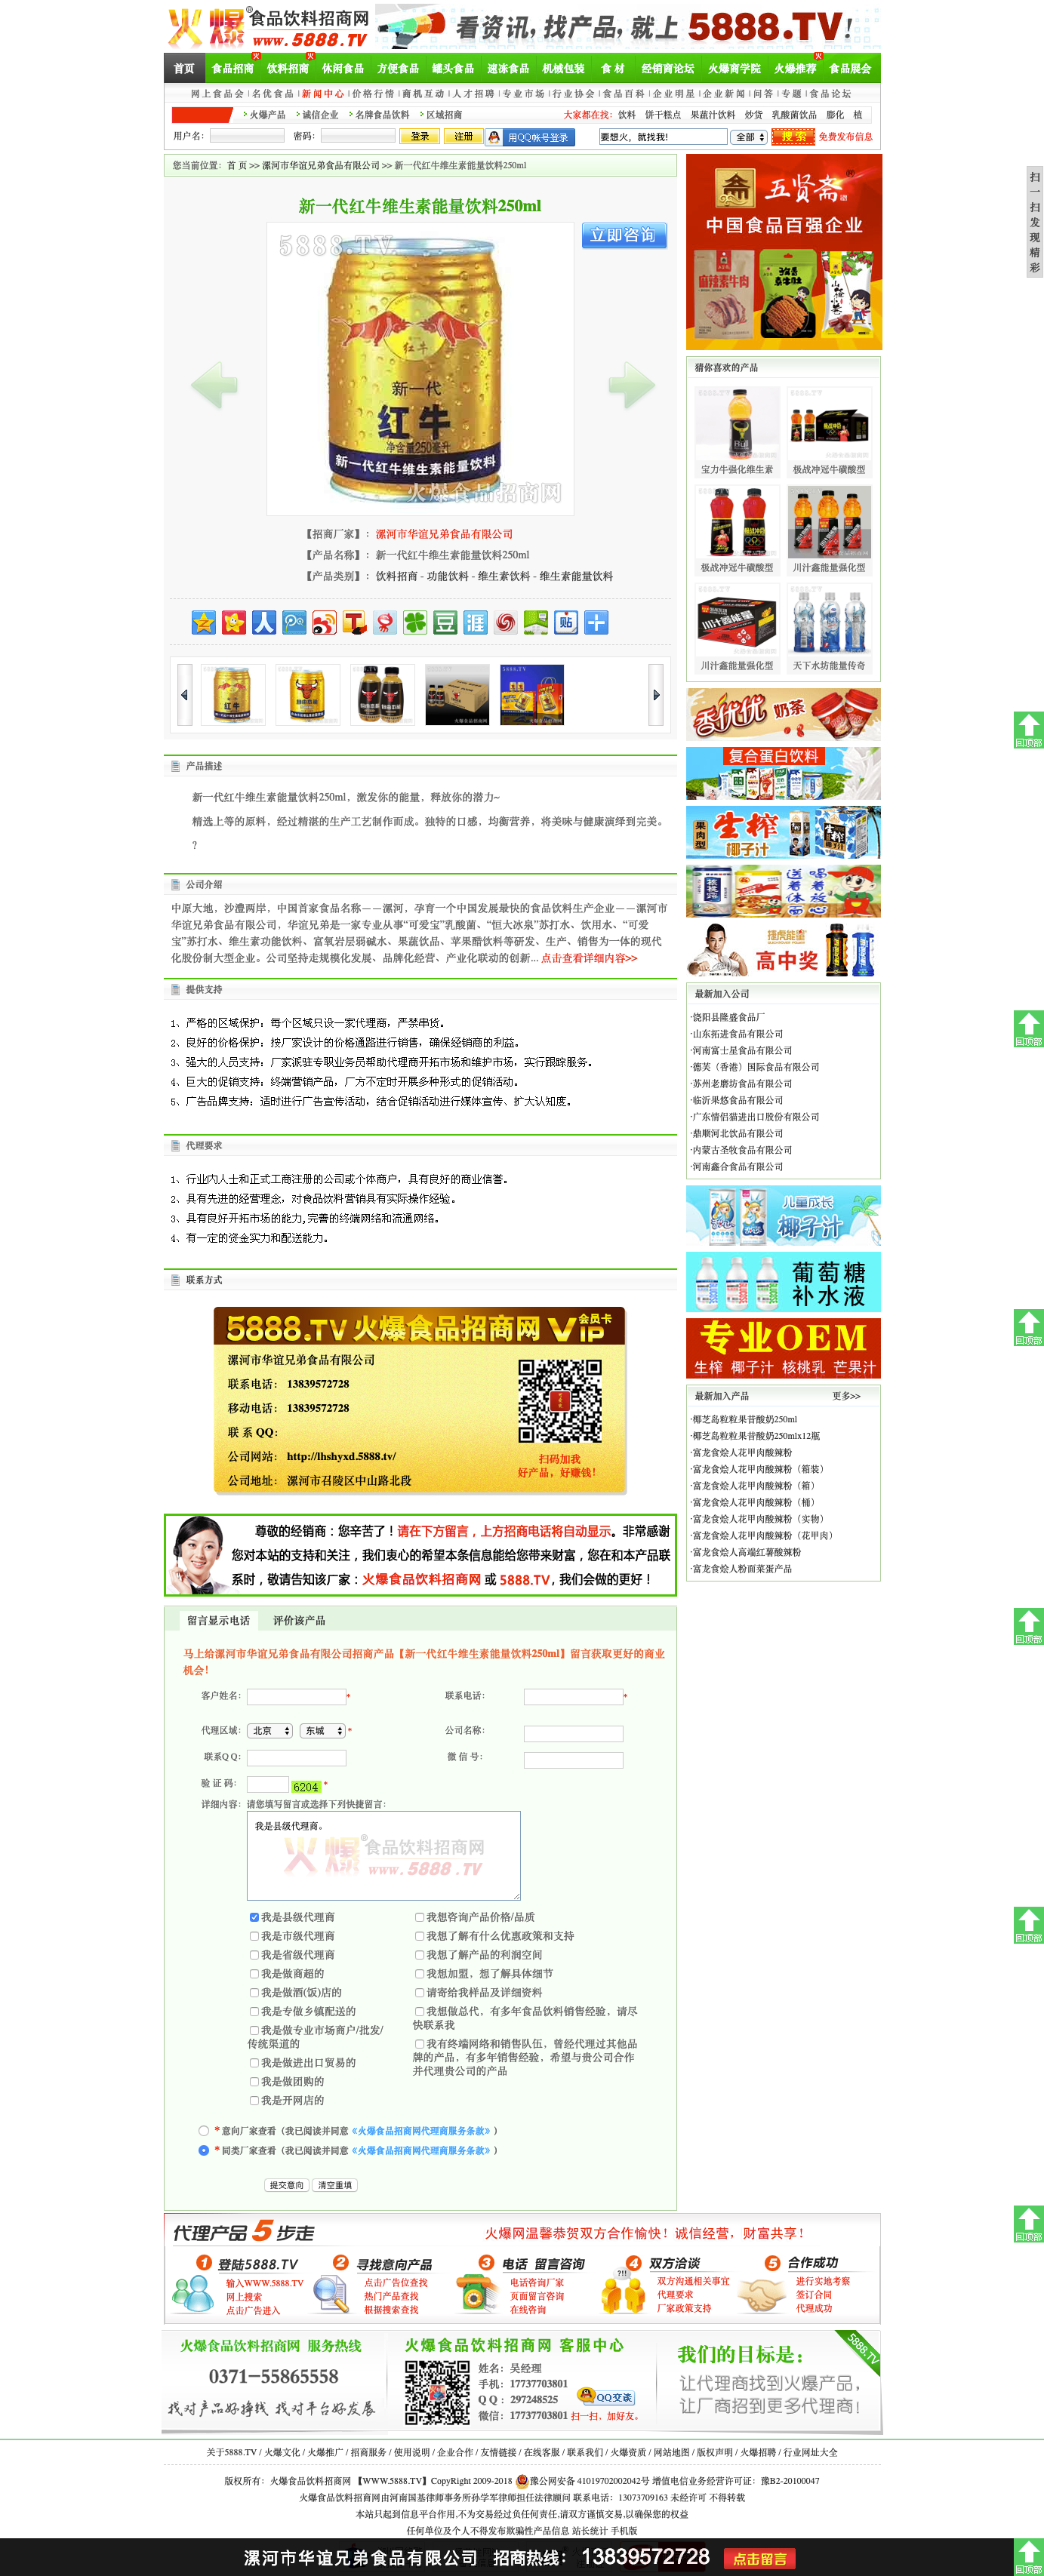 火爆®食品饮料招商网
www.5888.TV
看资讯,找产品,就上 5888.TV!
首页 食品招商 饮料招商 休闲食品 方便食品 罐头食品 速冻食品 机械包装 食 材 经销商论坛 火爆商学院 火爆推荐 食品展会
网上食品会 | 名优食品 | 新闻中心 | 价格行情 | 商机互动 | 人才招聘 | 专业市场 | 行业协会 | 食品百科 | 企业明星 | 企业新闻 | 问答 | 专题 | 食品论坛
火爆产品 诚信企业 名牌食品饮料 区域招商 大家都在找: 饮料 饼干糕点 果蔬汁饮料 炒货 乳酸菌饮品 膨化 植
用户名: 密码: 登录 注册 用QQ帐号登录 要想火，就找我! 全部 搜索 免费发布信息
您当前位置：首 页 >> 漯河市华谊兄弟食品有限公司 >> 新一代红牛维生素能量饮料250ml
新一代红牛维生素能量饮料250ml
立即咨询
5888.TV
红牛
新一代
红牛
净含量250毫升
新一代红牛维生素能量饮料
火爆食品招商网
【招商厂家】：漯河市华谊兄弟食品有限公司
【产品名称】：新一代红牛维生素能量饮料250ml
【产品类别】：饮料招商 - 功能饮料 - 维生素饮料 - 维生素能量饮料
产品描述
新一代红牛维生素能量饮料250ml，激发你的能量，释放你的潜力~
精选上等的原料，经过精湛的生产工艺制作而成。独特的口感，均衡营养，将美味与健康演绎到完美。
?
公司介绍
中原大地，沙澧两岸，中国首家食品名称——漯河，孕育一个中国发展最快的食品饮料生产企业——漯河市
华谊兄弟食品有限公司，华谊兄弟是一家专业从事“可爱宝”乳酸菌、“恒大冰泉”苏打水、饮用水、“可爱
宝”苏打水、维生素功能饮料、富氧岩层弱碱水、果蔬饮品、苹果醋饮料等研发、生产、销售为一体的现代
化股份制大型企业。公司坚持走规模化发展、品牌化经营、产业化联动的创新... 点击查看详细内容>>
提供支持
1、严格的区域保护：每个区域只设一家代理商，严禁串货。
2、良好的价格保护：按厂家设计的价格通路进行销售，确保经销商的利益。
3、强大的人员支持：厂家派驻专职业务员帮助代理商开拓市场和维护市场，实行跟踪服务。
4、巨大的促销支持：终端营销产品，厂方不定时开展多种形式的促销活动。
5、广告品牌支持：适时进行广告宣传活动，结合促销活动进行媒体宣传、扩大认知度。
代理要求
1、行业内人士和正式工商注册的公司或个体商户，具有良好的商业信誉。
2、具有先进的经营理念，对食品饮料营销具有实际操作经验。
3、具有良好开拓市场的能力,完善的终端网络和流通网络。
4、有一定的资金实力和配送能力。
联系方式
5888.TV 火爆食品招商网 VIP 会员卡
漯河市华谊兄弟食品有限公司
联系电话： 13839572728
移动电话： 13839572728
联 系 QQ：
公司网站： http://lhshyxd.5888.tv/
公司地址： 漯河市召陵区中山路北段
扫码加我
好产品，好赚钱！
尊敬的经销商：您辛苦了！请在下方留言，上方招商电话将自动显示。非常感谢
您对本站的支持和关注，我们衷心的希望本条信息能给您带来财富，您在和本产品联
系时，敬请告知该厂家：火爆食品饮料招商网 或 5888.TV，我们会做的更好！
留言显示电话 评价该产品
马上给漯河市华谊兄弟食品有限公司招商产品【新一代红牛维生素能量饮料250ml】留言获取更好的商业
机会！
客户姓名： * 联系电话： *
代理区域： 北京 东城 * 公司名称：
联系Q Q： 微 信 号：
验 证 码： 6204 *
详细内容：请您填写留言或选择下列快捷留言：
我是县级代理商。
火爆®食品饮料招商网
www.5888.TV
我是县级代理商
我是市级代理商
我是省级代理商
我是做商超的
我是做酒(饭)店的
我是专做乡镇配送的
我是做专业市场商户/批发/
传统渠道的
我是做进出口贸易的
我是做团购的
我是开网店的
我想咨询产品价格/品质
我想了解有什么优惠政策和支持
我想了解产品的利润空间
我想加盟，想了解具体细节
请寄给我样品及详细资料
我想做总代，有多年食品饮料销售经验，请尽
快联系我
我有终端网络和销售队伍，曾经代理过其他品
牌的产品，有多年销售经验，希望与贵公司合作
并代理贵公司的产品
* 意向厂家查看（我已阅读并同意《火爆食品招商网代理商服务条款》）
* 同类厂家查看（我已阅读并同意《火爆食品招商网代理商服务条款》）
提交意向 清空重填
五贤斋
中国食品百强企业
麻辣素牛肉
猜你喜欢的产品
宝力牛强化维生素 极战冲冠牛磺酸型
极战冲冠牛磺酸型 川汁鑫能量强化型
川汁鑫能量强化型 天下水坊能量传奇
香优优 奶茶
复合蛋白饮料
果肉型 生榨 椰子汁
送着体面 喝着放心
捷虎能量 高中奖
最新加入公司
·饶阳县隆盛食品厂
·山东拓进食品有限公司
·河南富士星食品有限公司
·德芙（香港）国际食品有限公司
·苏州老磨坊食品有限公司
·临沂果悠食品有限公司
·广东情侣猫进出口股份有限公司
·鼎顺河北饮品有限公司
·内蒙古圣牧食品有限公司
·河南鑫合食品有限公司
儿童成长
椰子汁
葡萄糖
补水液
专业OEM
生榨 椰子汁 核桃乳 芒果汁
最新加入产品 更多>>
·椰芝岛粒粒果昔酸奶250ml
·椰芝岛粒粒果昔酸奶250mlx12瓶
·富龙食烩人花甲肉酸辣粉
·富龙食烩人花甲肉酸辣粉（箱装）
·富龙食烩人花甲肉酸辣粉（箱）
·富龙食烩人花甲肉酸辣粉（桶）
·富龙食烩人花甲肉酸辣粉（实物）
·富龙食烩人花甲肉酸辣粉（花甲肉）
·富龙食烩人高端红薯酸辣粉
·富龙食烩人粉面菜蛋产品
扫一扫发现精彩
回顶部
回顶部
回顶部
回顶部
回顶部
回顶部
回顶部
代理产品 5 步走 火爆网温馨恭贺双方合作愉快！诚信经营，财富共享！
1 登陆5888.TV 2 寻找意向产品 3 电话 留言咨询 4 双方洽谈 5 合作成功
输入WWW.5888.TV 点击广告位查找 电话咨询厂家 双方沟通相关事宜 进行实地考察
网上搜索 热门产品查找 页面留言咨询 代理要求 签订合同
点击广告进入 根据搜索查找 在线咨询 厂家政策支持 代理成功
火爆食品饮料招商网 服务热线
0371-55865558
找对产品好挣钱 找对平台好发展
火爆食品饮料招商网 客服中心
姓名：吴经理
手机：17737703801
Q Q：297248525 QQ交谈
微信：17737703801 扫一扫，加好友。
我们的目标是：
让代理商找到火爆产品，
让厂商招到更多代理商！
5888.TV
关于5888.TV / 火爆文化 / 火爆推广 / 招商服务 / 使用说明 / 企业合作 / 友情链接 / 在线客服 / 联系我们 / 火爆资质 / 网站地图 / 版权声明 / 火爆招聘 / 行业网址大全
版权所有：火爆食品饮料招商网 【WWW.5888.TV】CopyRight 2009-2018 豫公网安备 41019702002042号 增值电信业务经营许可证：豫B2-20100047
火爆食品饮料招商网由河南国基律师事务所孙学军律师担任法律顾问 联系电话：13073709163 未经许可 不得转载
本站只起到信息平台作用,不为交易经过负任何责任,请双方谨慎交易,以确保您的权益
任何单位及个人不得发布欺骗性产品信息 站长统计 手机版
漯河市华谊兄弟食品有限公司 招商热线：13839572728 点击留言